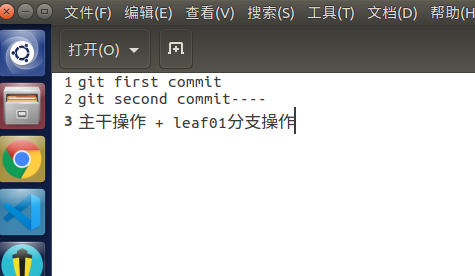 文件(F) 编辑(E) 查看(V) 搜索(S) 工具(T) 文档(D) 帮助(H
打开(O)
1 git first commit
2 git second commit----
3 主干操作 + leaf01分支操作